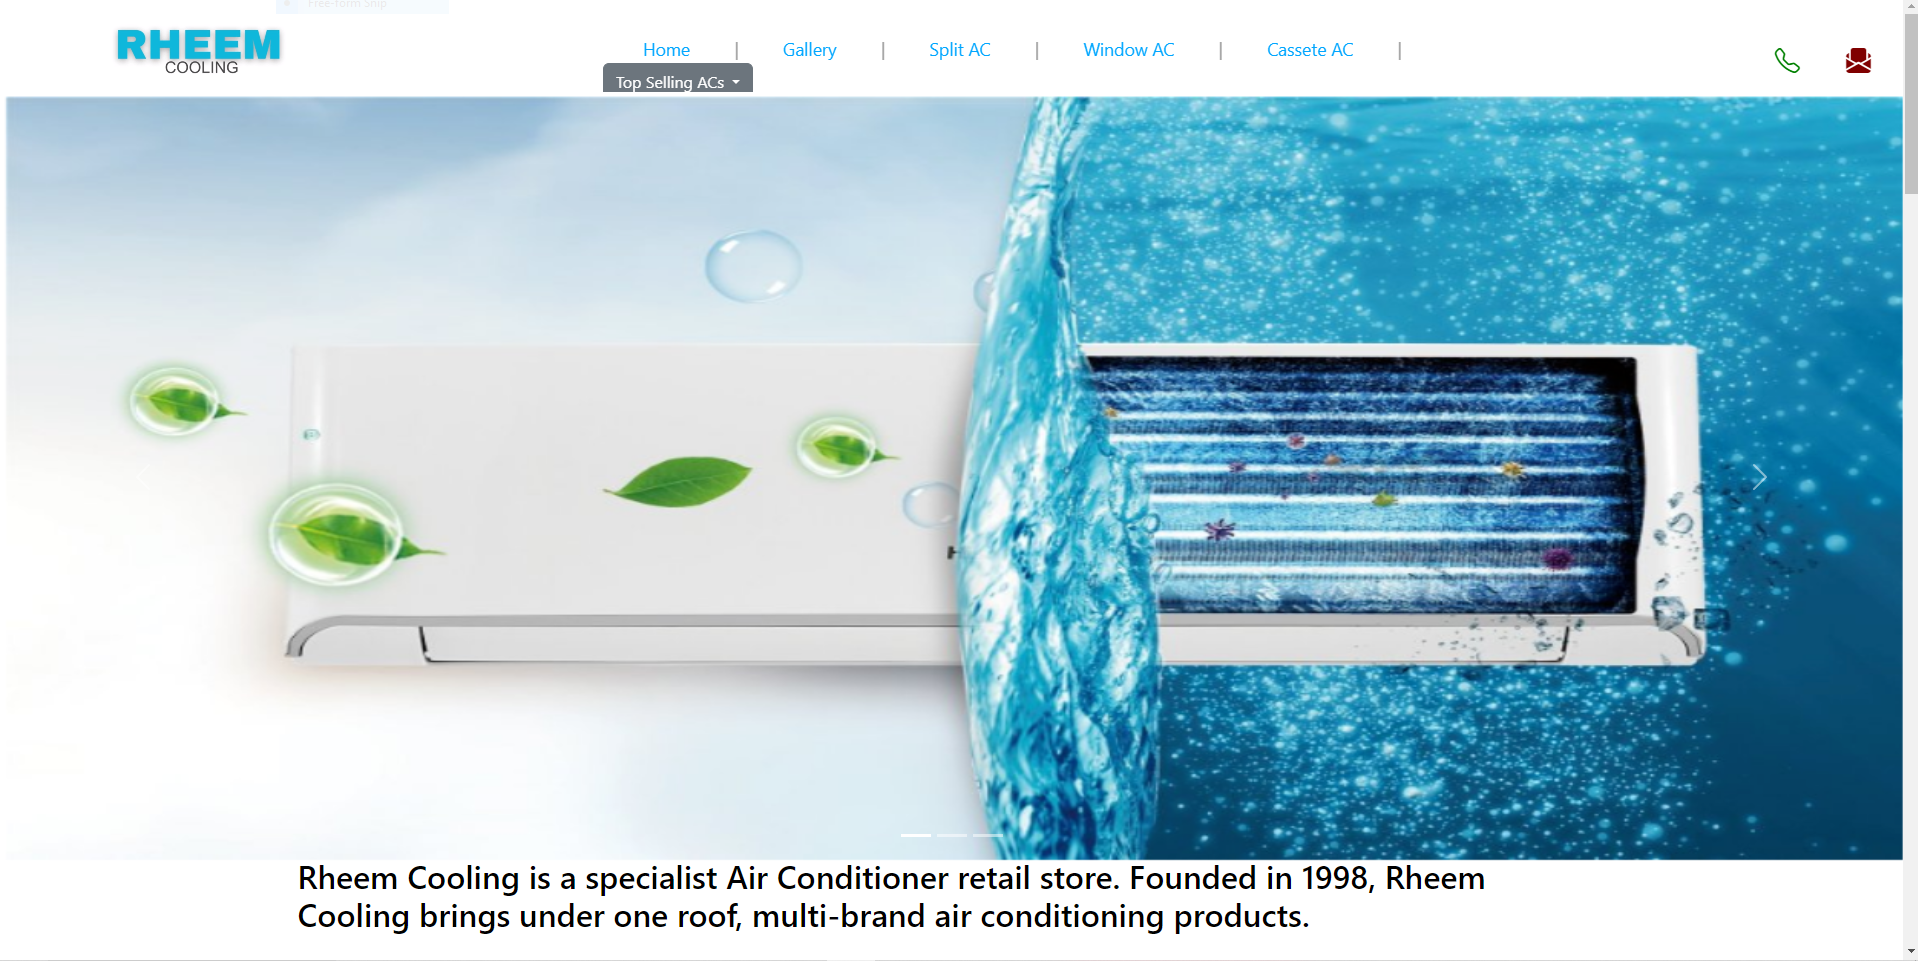 Free-form Snip
RHEEM
COOLING
Home | Gallery | Split AC | Window AC | Cassete AC |
Top Selling ACs
H
Rheem Cooling is a specialist Air Conditioner retail store. Founded in 1998, Rheem
Cooling brings under one roof, multi-brand air conditioning products.